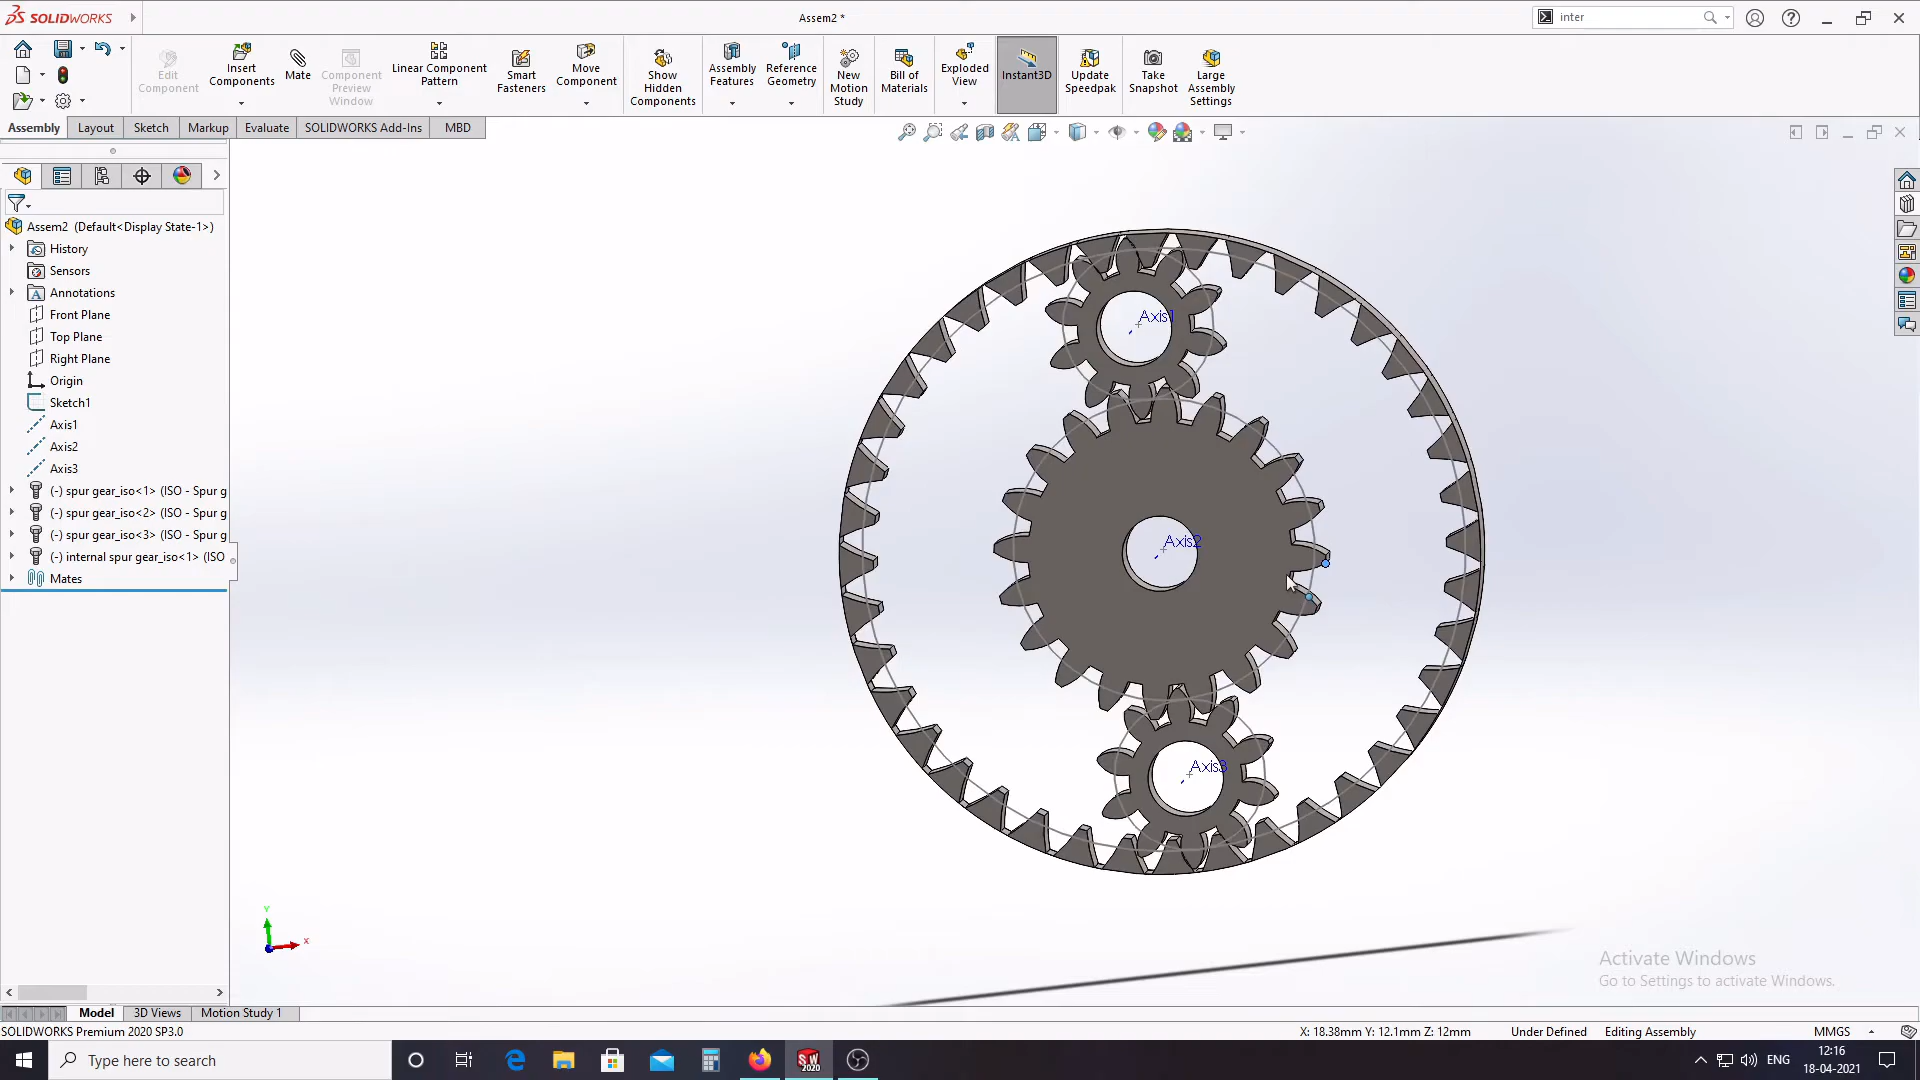 SOLIDWORKS
Assem2 *
inter
Edit
Component
Insert
Components
Mate
Component
Preview
Window
Linear Component
Pattern
Smart
Fasteners
Move
Component
Show
Hidden
Components
Assembly
Features
Reference
Geometry
New
Motion
Study
Bill of
Materials
Exploded
View
Instant3D
Update
Speedpak
Take
Snapshot
Large
Assembly
Settings
Assembly
Layout
Sketch
Markup
Evaluate
SOLIDWORKS Add-Ins
MBD
Assem2 (Default<Display State-1>)
History
Sensors
Annotations
Front Plane
Top Plane
Right Plane
Origin
Sketch1
Axis1
Axis2
Axis3
(-) spur gear_iso<1> (ISO - Spur g
(-) spur gear_iso<2> (ISO - Spur g
(-) spur gear_iso<3> (ISO - Spur g
(-) internal spur gear_iso<1> (ISO
Mates
Axis1
Axis2
Axis3
Y
X
Activate Windows
Go to Settings to activate Windows.
Model
3D Views
Motion Study 1
SOLIDWORKS Premium 2020 SP3.0
X: 18.38mm Y: 12.1mm Z: 12mm
Under Defined
Editing Assembly
MMGS
Type here to search
SW
2020
ENG
12:16
18-04-2021